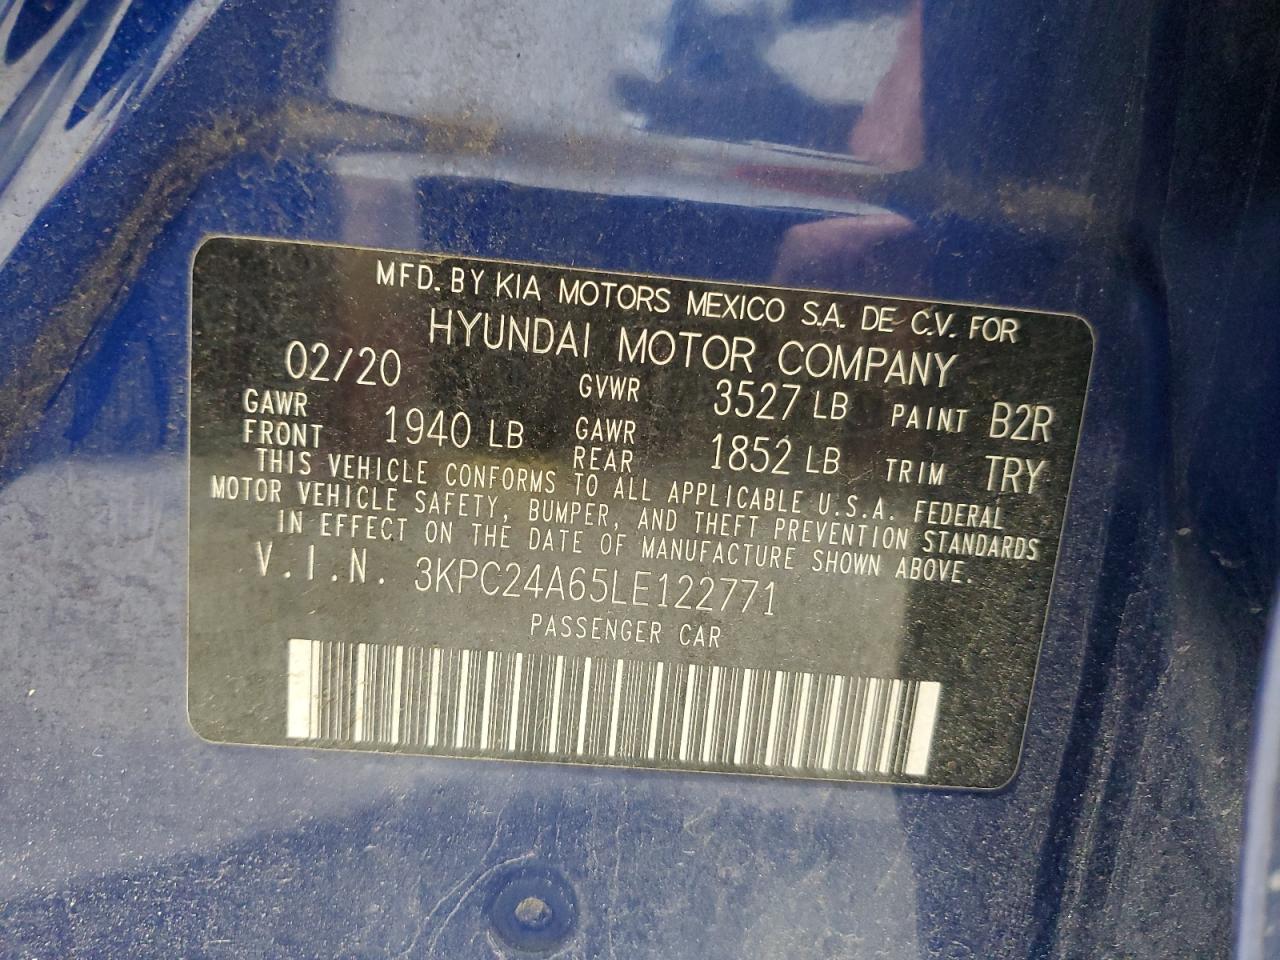 MFD. BY KIA MOTORS MEXICO S.A. DE C.V. FOR
HYUNDAI MOTOR COMPANY
02/20 GVWR 3527 LB PAINT B2R
GAWR FRONT 1940 LB GAWR REAR 1852 LB TRIM TRY
THIS VEHICLE CONFORMS TO ALL APPLICABLE U.S.A. FEDERAL
MOTOR VEHICLE SAFETY, BUMPER, AND THEFT PREVENTION STANDARDS
IN EFFECT ON THE DATE OF MANUFACTURE SHOWN ABOVE.
V.I.N. 3KPC24A65LE122771
PASSENGER CAR